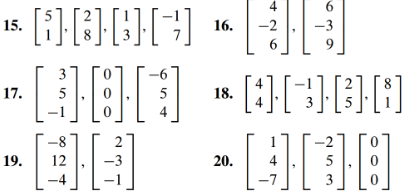 15. [5 1], [2 8], [1 3], [-1 7]
16. [4 -2 6], [6 -3 9]
17. [3 5 -1], [0 0 0], [-6 5 4]
18. [4 4], [-1 3], [2 5], [8 1]
19. [-8 12 -4], [2 -3 -1]
20. [1 4 -7], [-2 5 3], [0 0 0]